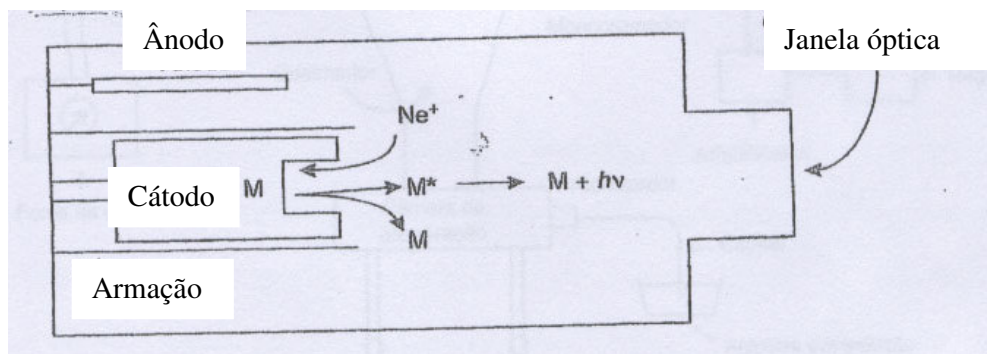 Ânodo
Janela óptica
Ne⁺
Cátodo
M
M*
M + hν
M
Armação